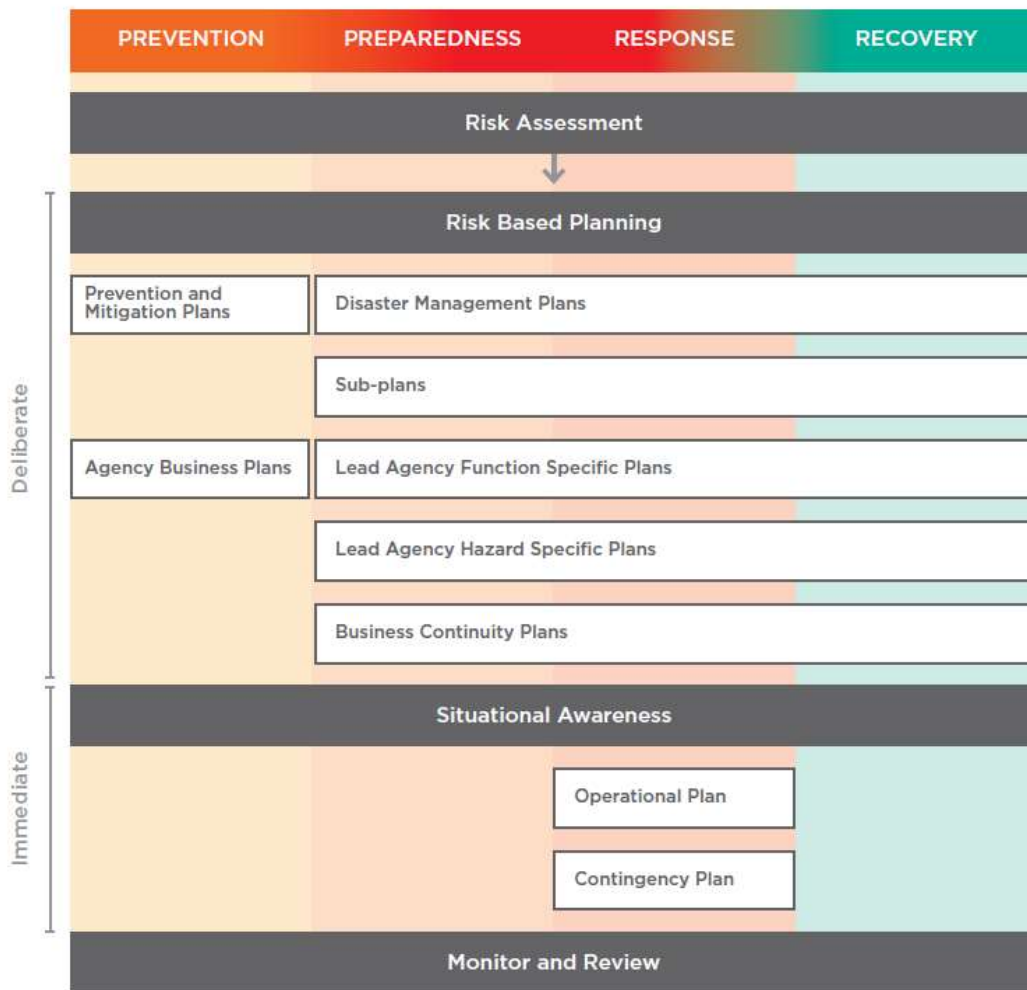 PREVENTION PREPAREDNESS RESPONSE RECOVERY
Risk Assessment
Risk Based Planning
Prevention and
Mitigation Plans
Disaster Management Plans
Sub-plans
Deliberate
Agency Business Plans
Lead Agency Function Specific Plans
Lead Agency Hazard Specific Plans
Business Continuity Plans
Situational Awareness
Operational Plan
Immediate
Contingency Plan
Monitor and Review